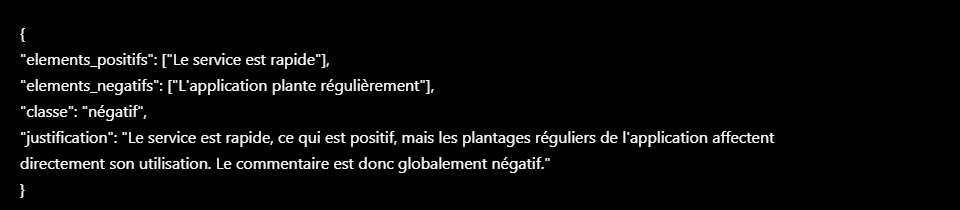 {
"elements_positifs": ["Le service est rapide"],
"elements_negatifs": ["L'application plante régulièrement"],
"classe": "négatif",
"justification": "Le service est rapide, ce qui est positif, mais les plantages réguliers de l'application affectent
directement son utilisation. Le commentaire est donc globalement négatif."
}